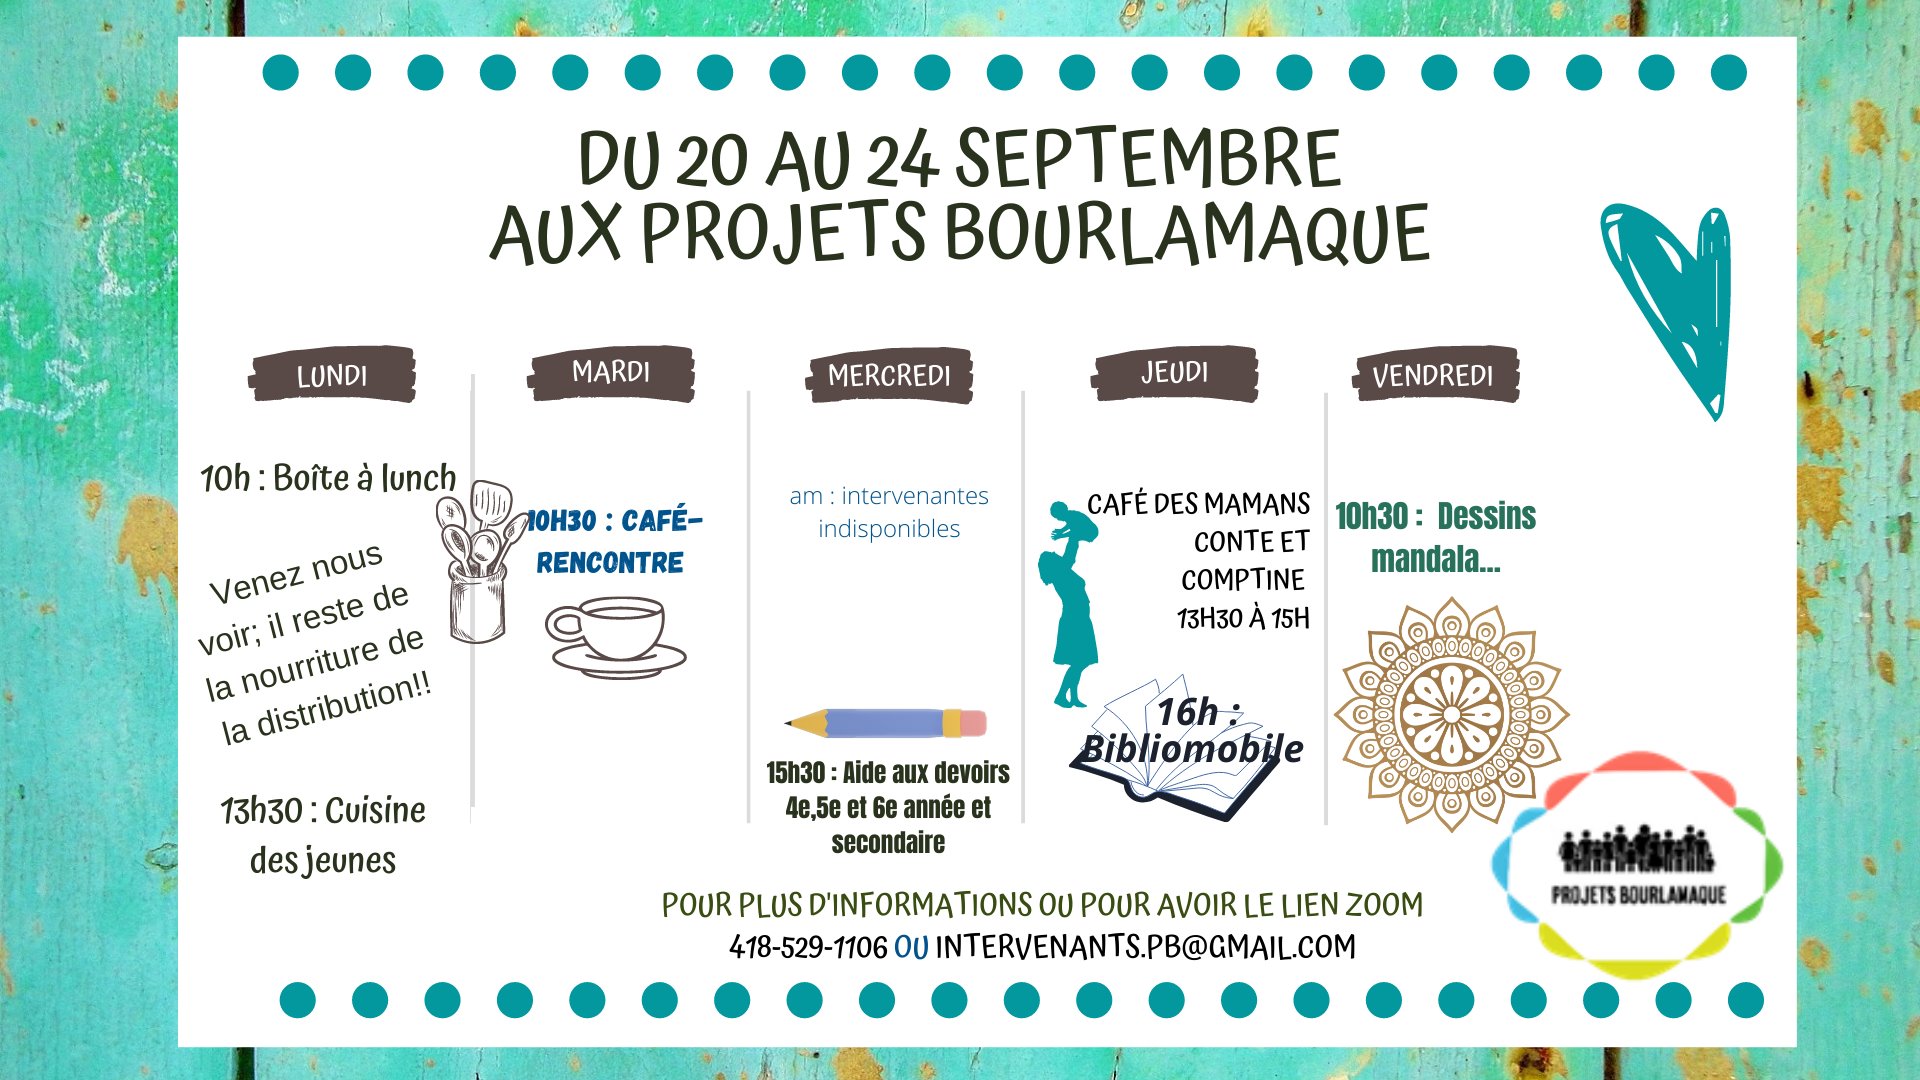 DU 20 AU 24 SEPTEMBRE
AUX PROJETS BOURLAMAQUE
LUNDI
10h : Boîte à lunch
Venez nous
voir; il reste de
la nourriture de
la distribution!!
13h30 : Cuisine
des jeunes
MARDI
10H30 : CAFÉ-
RENCONTRE
MERCREDI
am : intervenantes
indisponibles
15h30 : Aide aux devoirs
4e,5e et 6e année et
secondaire
JEUDI
CAFÉ DES MAMANS
CONTE ET
COMPTINE
13H30 À 15H
16h :
Bibliomobile
VENDREDI
10h30 : Dessins
mandala...
PROJETS BOURLAMAQUE
POUR PLUS D'INFORMATIONS OU POUR AVOIR LE LIEN ZOOM
418-529-1106 OU INTERVENANTS.PB@GMAIL.COM